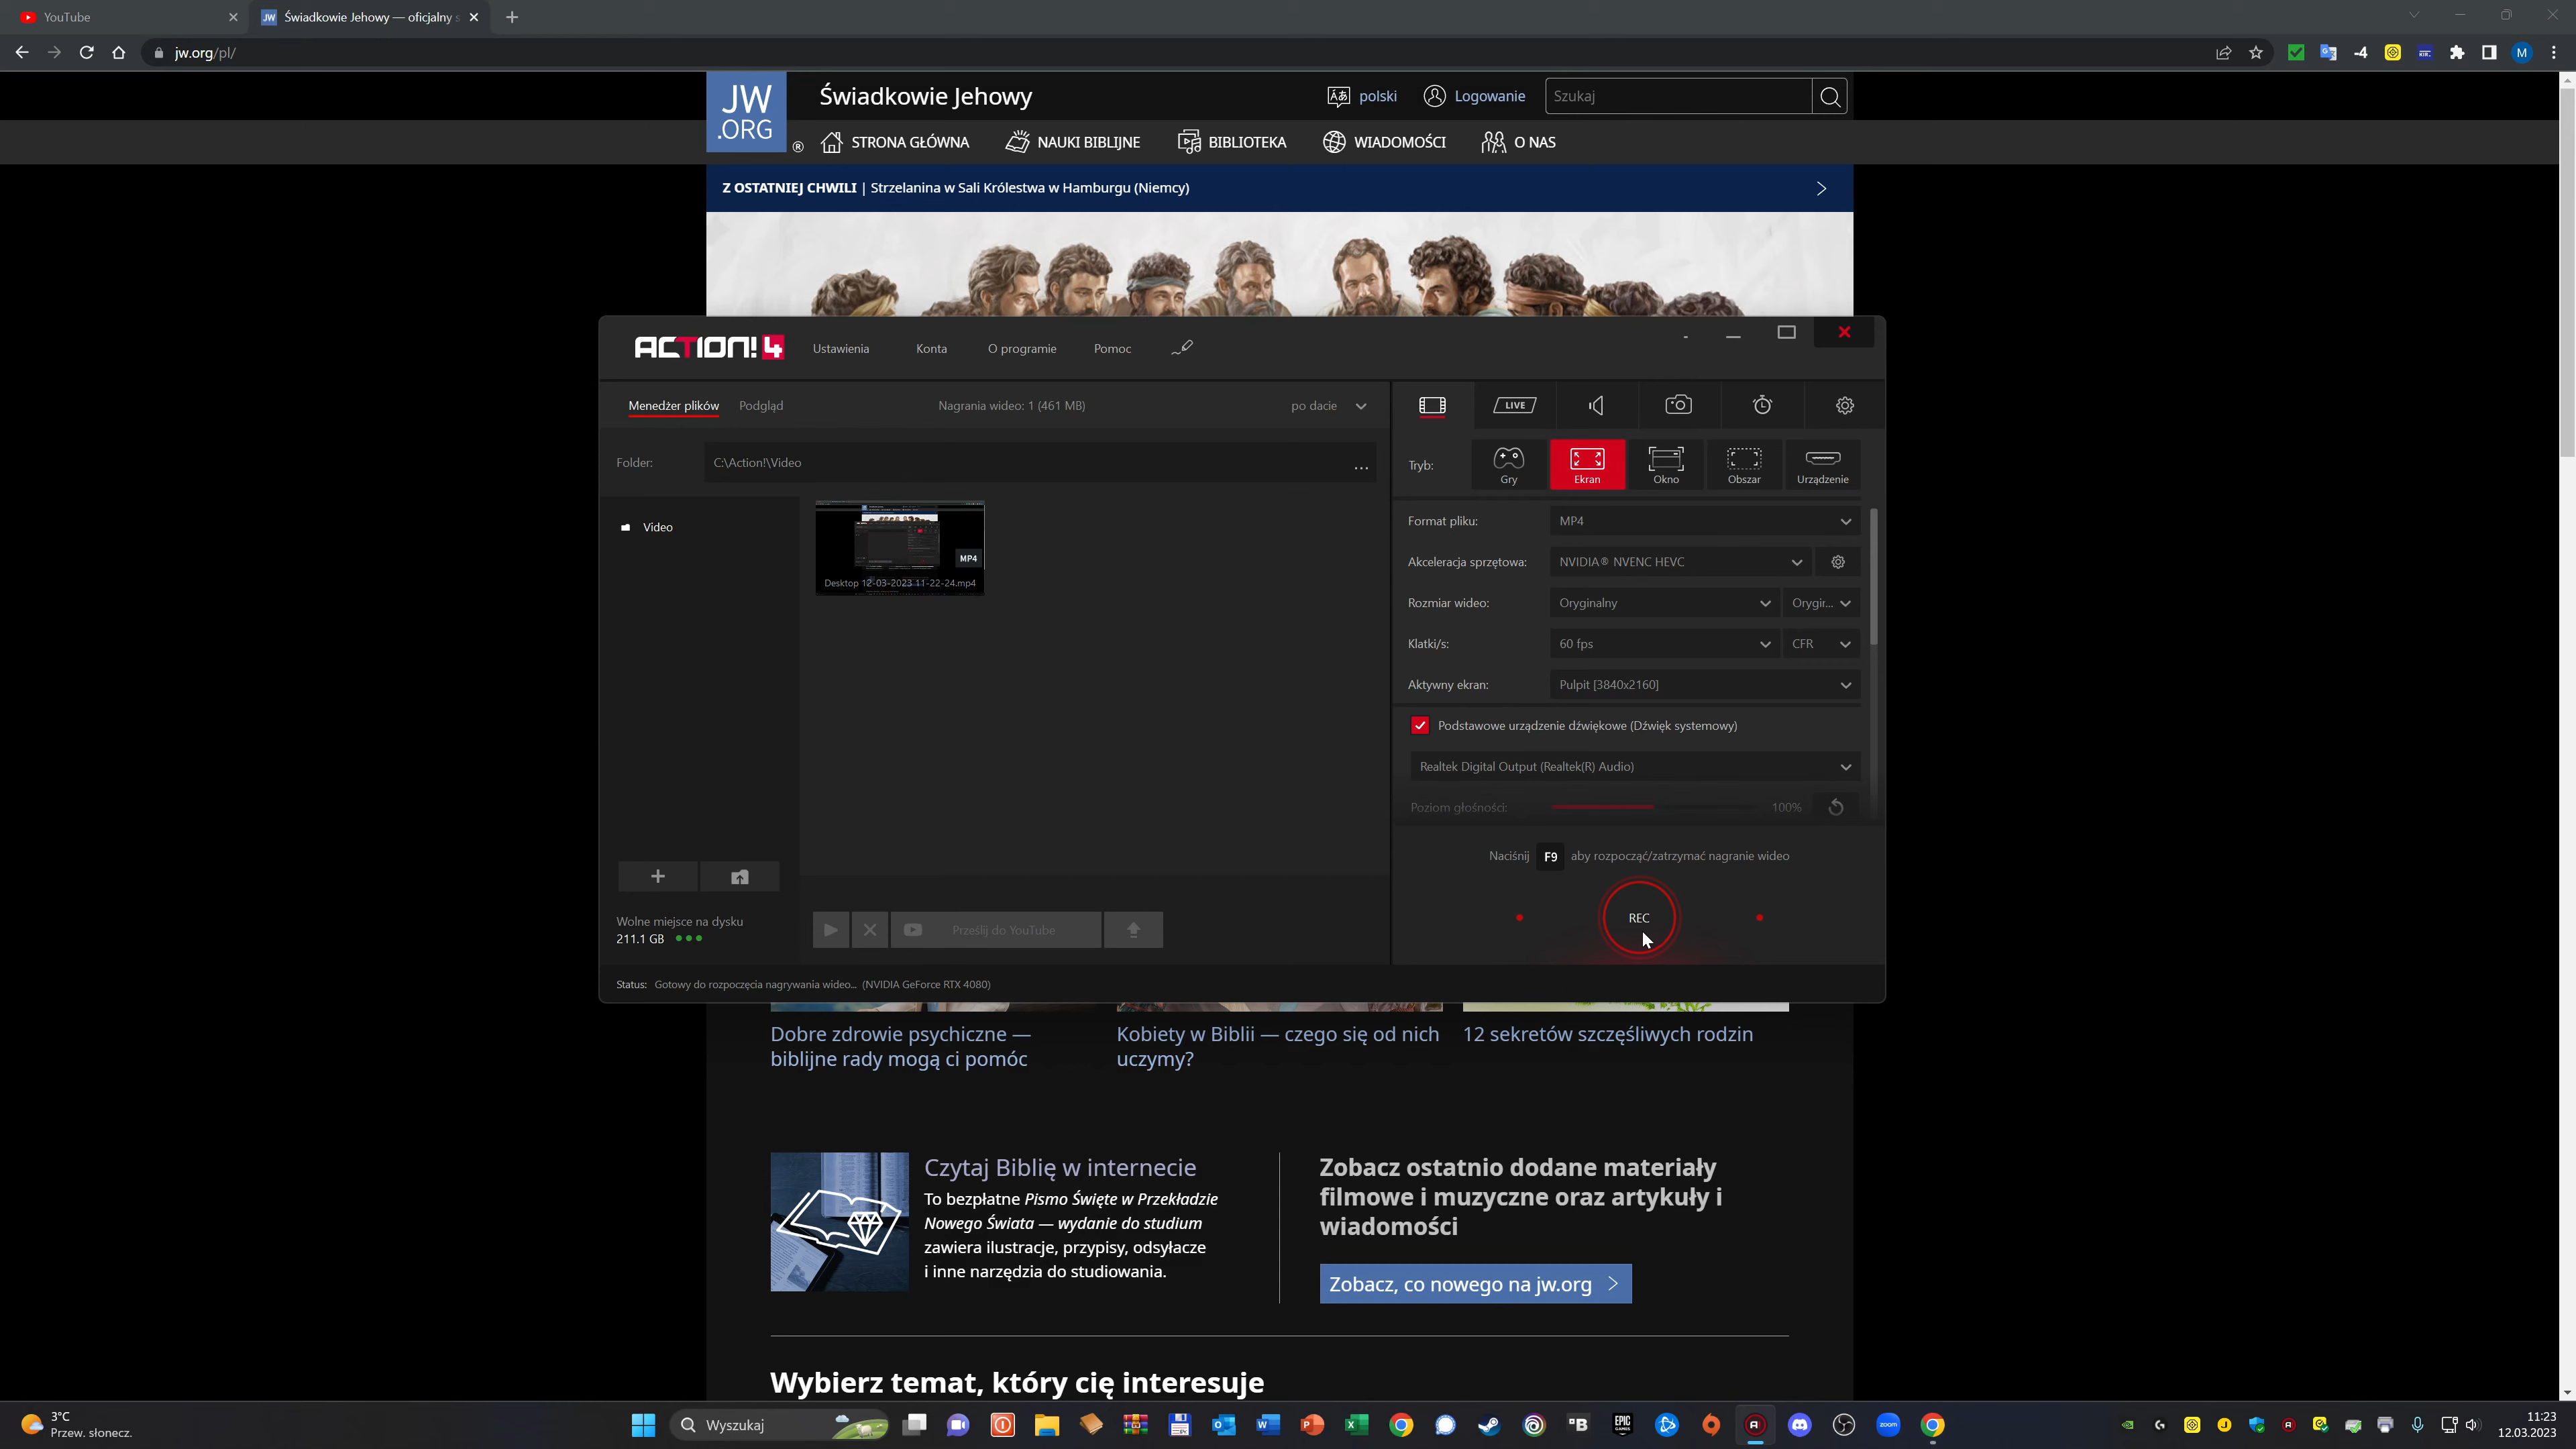 YouTube
Świadkowie Jehowy — oficjalny s
jw.org/pl/
-4
M
JW
.ORG
®
Świadkowie Jehowy
polski
Logowanie
Szukaj
STRONA GŁÓWNA
NAUKI BIBLIJNE
BIBLIOTEKA
WIADOMOŚCI
O NAS
Z OSTATNIEJ CHWILI | Strzelanina w Sali Królestwa w Hamburgu (Niemcy)
ACTION! 4
Ustawienia
Konta
O programie
Pomoc
Menedżer plików
Podgląd
Nagrania wideo: 1 (461 MB)
po dacie
LIVE
Folder:
C:\Action!\Video
...
Tryb:
Gry
Ekran
Okno
Obszar
Urządzenie
Video
MP4
Desktop 12-03-2023 11-22-24.mp4
Format pliku:
MP4
Akceleracja sprzętowa:
NVIDIA® NVENC HEVC
Rozmiar wideo:
Oryginalny
Orygir...
Klatki/s:
60 fps
CFR
Aktywny ekran:
Pulpit [3840x2160]
Podstawowe urządzenie dźwiękowe (Dźwięk systemowy)
Realtek Digital Output (Realtek(R) Audio)
Poziom głośności:
100%
Naciśnij F9 aby rozpocząć/zatrzymać nagranie wideo
REC
Wolne miejsce na dysku
211.1 GB
Prześlij do YouTube
Status: Gotowy do rozpoczęcia nagrywania wideo... (NVIDIA GeForce RTX 4080)
Dobre zdrowie psychiczne —
biblijne rady mogą ci pomóc
Kobiety w Biblii — czego się od nich
uczymy?
12 sekretów szczęśliwych rodzin
Czytaj Biblię w internecie
To bezpłatne Pismo Święte w Przekładzie
Nowego Świata — wydanie do studium
zawiera ilustracje, przypisy, odsyłacze
i inne narzędzia do studiowania.
Zobacz ostatnio dodane materiały
filmowe i muzyczne oraz artykuły i
wiadomości
Zobacz, co nowego na jw.org
Wybierz temat, który cię interesuje
3°C
Przew. słonecz.
Wyszukaj
EPIC
GAMES
zoom
11:23
12.03.2023